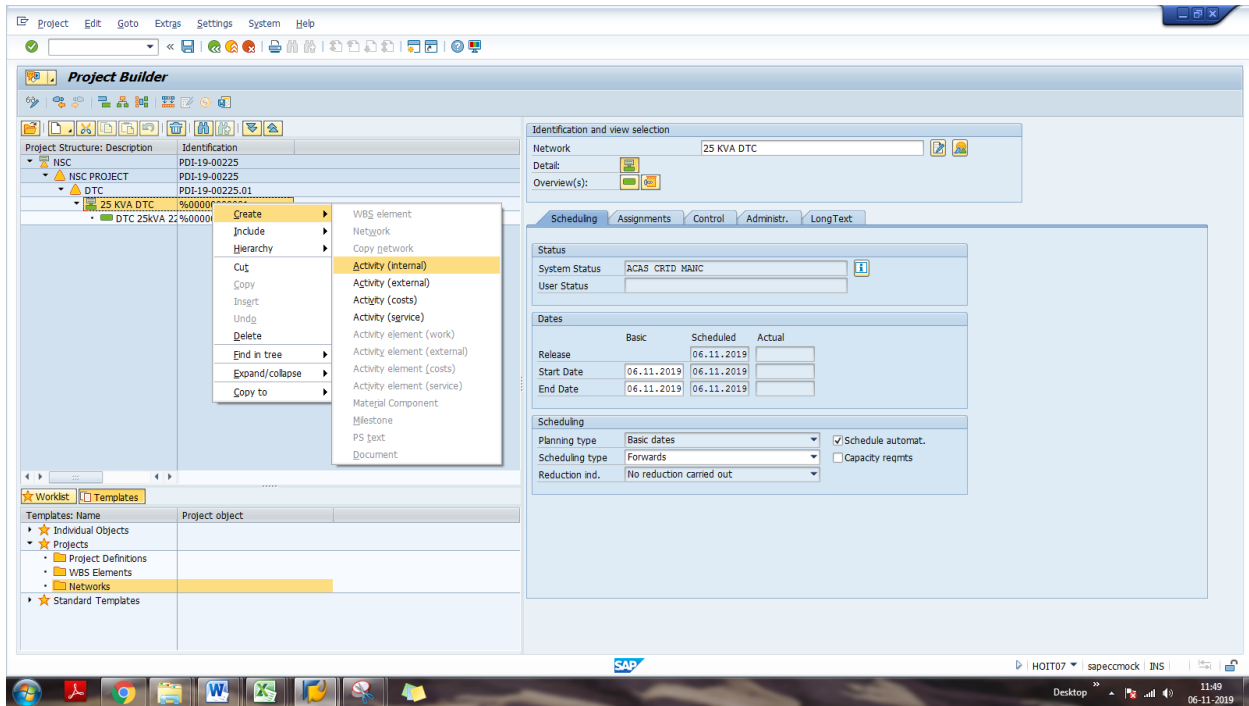 Project Edit Goto Extras Settings System Help
Project Builder
Project Structure: Description Identification
NSC PDI-19-00225
NSC PROJECT PDI-19-00225
DTC PDI-19-00225.01
25 KVA DTC
DTC 25kVA 22
Create
Include
Hierarchy
Cut
Copy
Insert
Undo
Delete
Find in tree
Expand/collapse
Copy to
WBS element
Network
Copy network
Activity (internal)
Activity (external)
Activity (costs)
Activity (service)
Activity element (work)
Activity element (external)
Activity element (costs)
Activity element (service)
Material Component
Milestone
PS text
Document
Worklist Templates
Templates: Name Project object
Individual Objects
Projects
Project Definitions
WBS Elements
Networks
Standard Templates
Identification and view selection
Network 25 KVA DTC
Detail:
Overview(s):
Scheduling Assignments Control Administr. LongText
Status
System Status ACAS CRTD MANC
User Status
Dates
Basic Scheduled Actual
Release 06.11.2019
Start Date 06.11.2019 06.11.2019
End Date 06.11.2019 06.11.2019
Scheduling
Planning type Basic dates Schedule automat.
Scheduling type Forwards Capacity reqmts
Reduction ind. No reduction carried out
SAP
HOIT07 sapeccmock INS
Desktop 11:49
06-11-2019